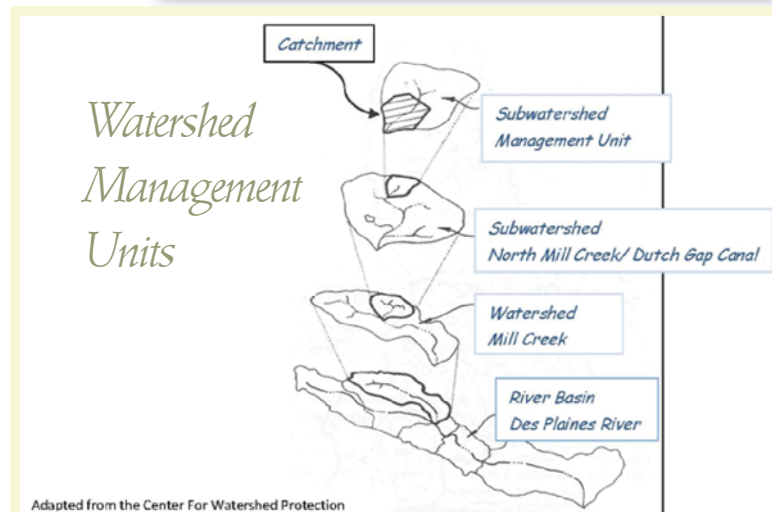 Catchment
Watershed
Management
Units
Subwatershed
Management Unit
Subwatershed
North Mill Creek/ Dutch Gap Canal
Watershed
Mill Creek
River Basin
Des Plaines River
Adapted from the Center For Watershed Protection